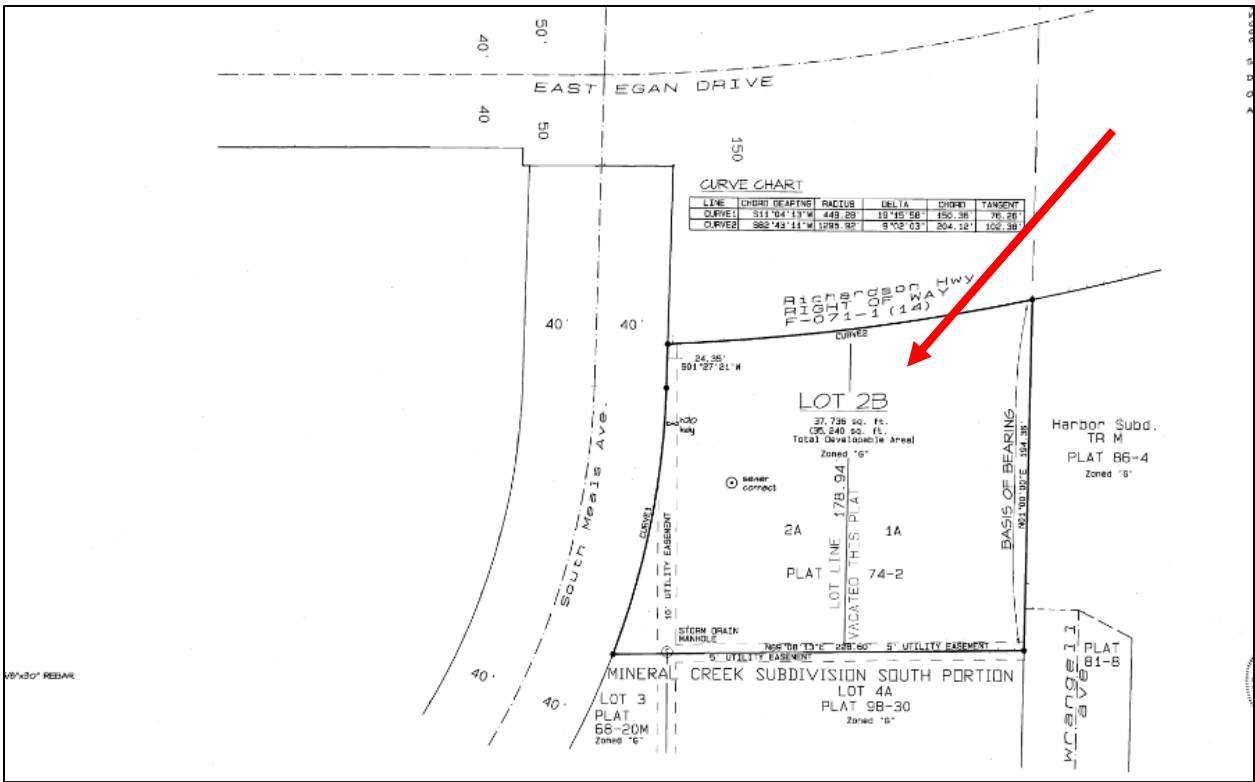 50'
40'
EAST EGAN DRIVE
40
50
150
CURVE CHART
LINE CHORD BEARING RADIUS DELTA CHORD TANGENT
CURVE1 S11°04'13"W 449.28' 19°15'58" 150.36' 76.26'
CURVE2 S82°43'11"W 1295.92' 9°02'03" 204.12' 102.38'
Richardson Hwy
RIGHT OF WAY
F-071-1 (14)
CURVE2
40'
40'
24.35'
S01°27'21"W
LOT 2B
37,736 sq. ft.
(35,240 sq. ft.
Total Developable Area)
Zoned "G"
h2o
key
sewer
connect
South Meals Ave.
CURVE1
10' UTILITY EASEMENT
2A
1A
PLAT 74-2
LOT LINE 178.94'
VACATED THIS PLAT
BASIS OF BEARING
N01°00'00"E 194.35'
Harbor Subd.
TR M
PLAT 86-4
Zoned "G"
STORM DRAIN
MANHOLE
228.60' 5' UTILITY EASEMENT
5' UTILITY EASEMENT
MINERAL CREEK SUBDIVISION SOUTH PORTION
LOT 4A
PLAT 98-30
Zoned "G"
LOT 3
PLAT
68-20M
Zoned "G"
40'
40'
Wrangell
ave
PLAT
81-8
REBAR